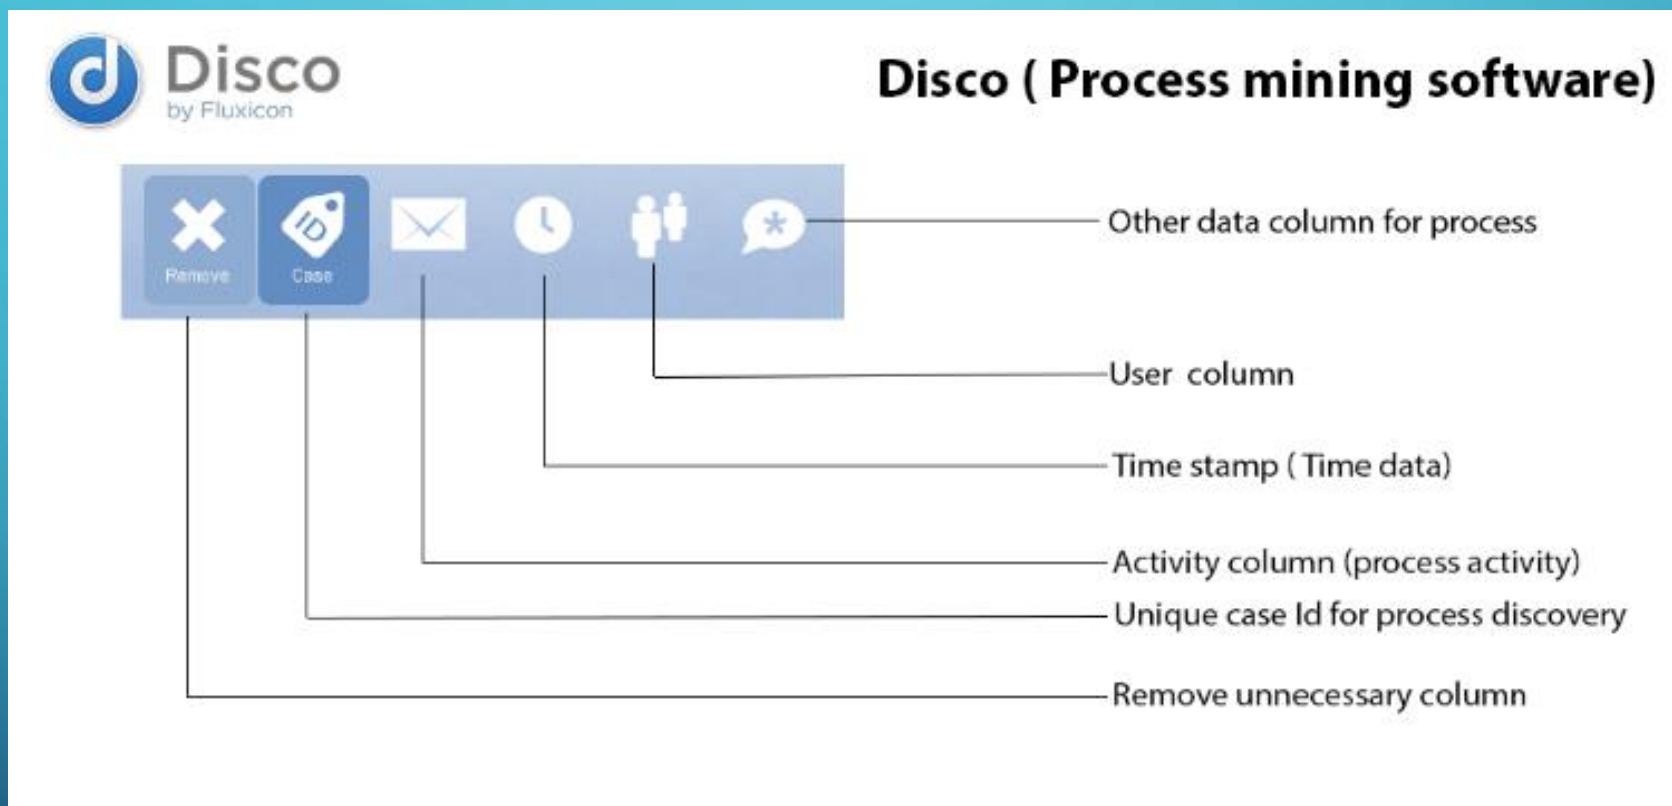 Disco
by Fluxicon
Disco ( Process mining software)
Remove
ID
Case
Other data column for process
User column
Time stamp ( Time data)
Activity column (process activity)
Unique case Id for process discovery
Remove unnecessary column